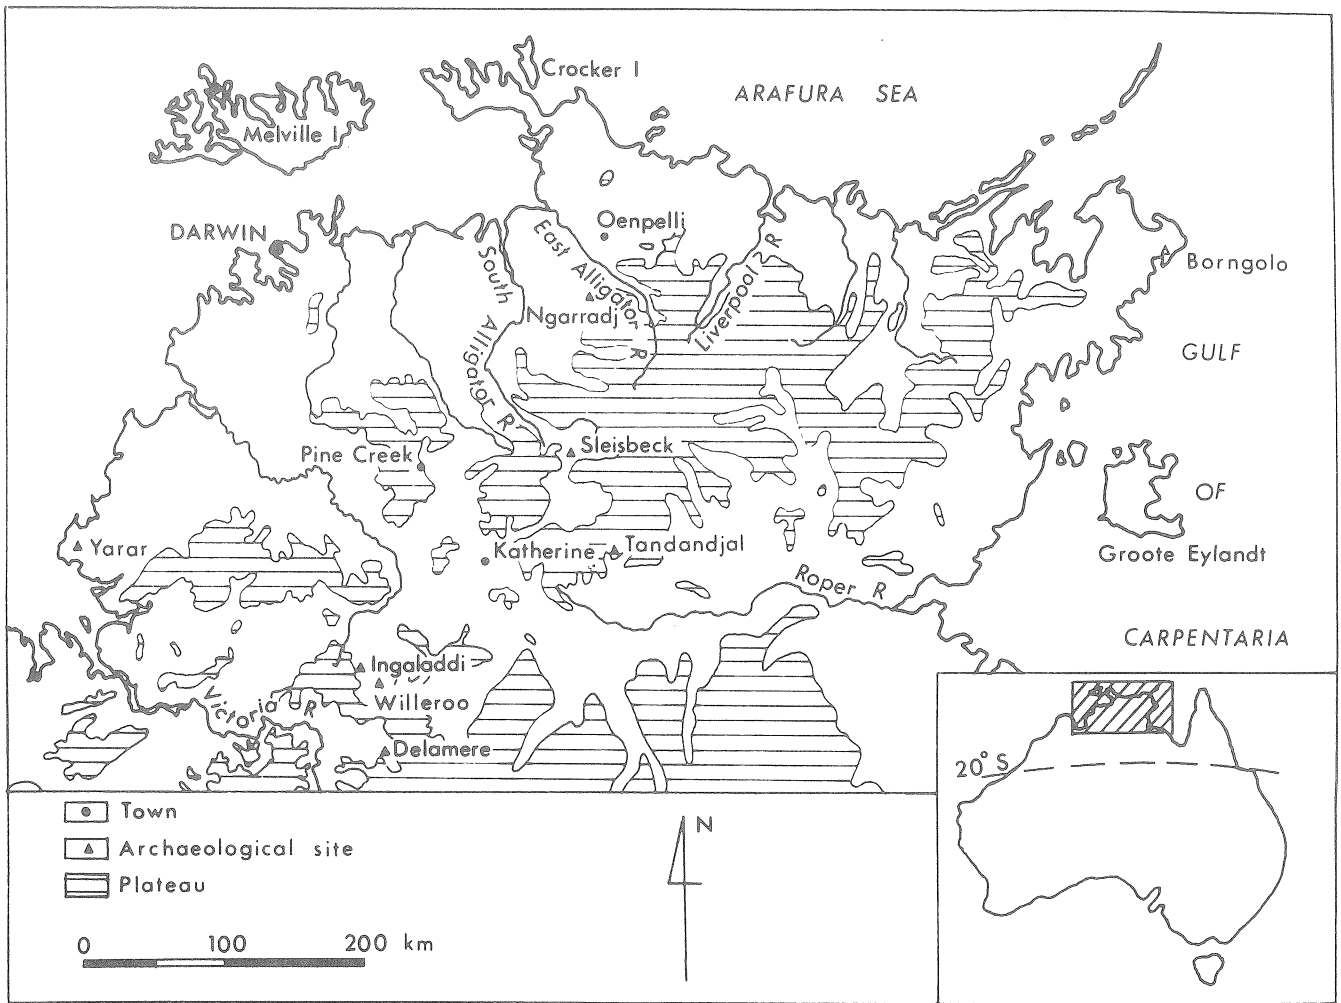 Crocker I
ARAFURA SEA
Melville I
DARWIN
Oenpelli
East Alligator R
South Alligator R
Liverpool R
Borngolo
Ngarradj
GULF
Pine Creek
Sleisbeck
OF
Groote Eylandt
Yarar
Katherine
Tandandjal
Roper R
CARPENTARIA
Ingaladdi
Willeroo
Victoria R
Delamere
20° S
Town
Archaeological site
Plateau
N
0 100 200 km